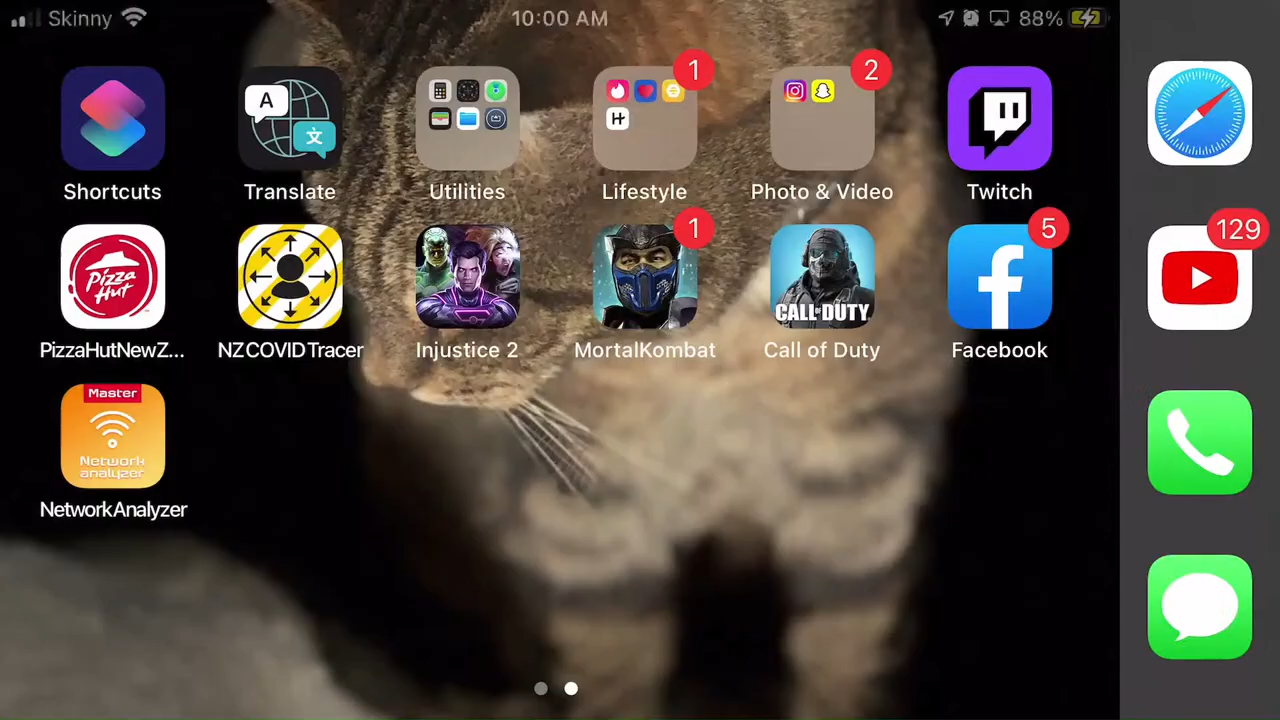 Skinny 10:00 AM 88%
1 2
A 文
Shortcuts Translate Utilities Lifestyle Photo & Video Twitch
1 5 129
Pizza Hut CALL OF DUTY
PizzaHutNewZ... NZCOVIDTracer Injustice 2 MortalKombat Call of Duty Facebook
Master
Network
analyzer
NetworkAnalyzer